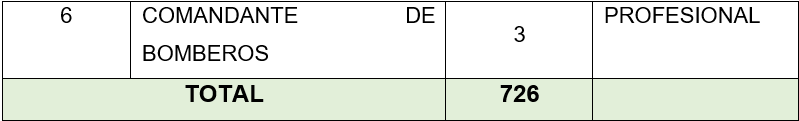 6 COMANDANTE DE BOMBEROS 3 PROFESIONAL
TOTAL 726